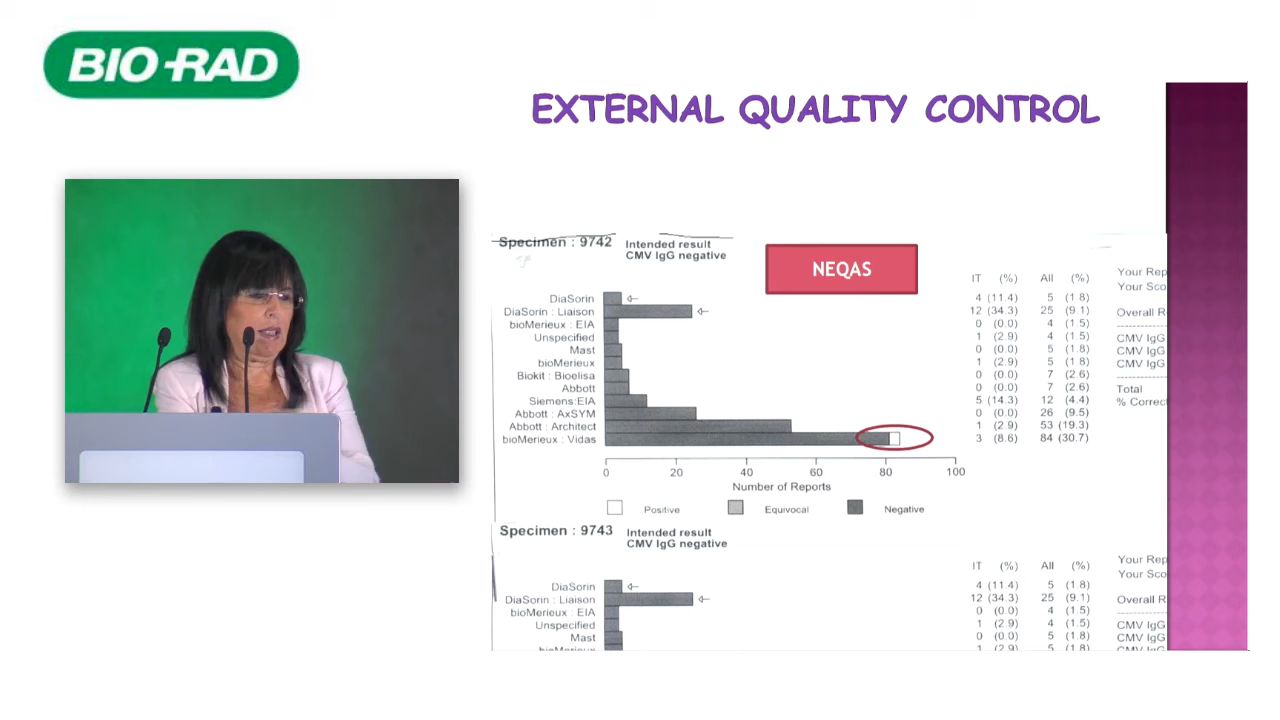 BIO-RAD
EXTERNAL QUALITY CONTROL
Specimen : 9742
Intended result
CMV IgG negative
NEQAS
IT (%) All (%)
Your Rep
Your Sco
DiaSorin 4 (11.4) 5 (1.8)
DiaSorin : Liaison 12 (34.3) 25 (9.1) Overall R
bioMerieux : EIA 0 (0.0) 4 (1.5)
Unspecified 1 (2.9) 4 (1.5) CMV IgG
Mast 0 (0.0) 5 (1.8) CMV IgG
bioMerieux 1 (2.9) 5 (1.8) CMV IgG
Biokit : Bioelisa 0 (0.0) 7 (2.6)
Abbott 0 (0.0) 7 (2.6) Total
Siemens:EIA 5 (14.3) 12 (4.4) % Correc
Abbott : AxSYM 0 (0.0) 26 (9.5)
Abbott : Architect 1 (2.9) 53 (19.3)
bioMerieux : Vidas 3 (8.6) 84 (30.7)
0 20 40 60 80 100
Number of Reports
Positive Equivocal Negative
Specimen : 9743
Intended result
CMV IgG negative
IT (%) All (%)
Your Rep
Your Sco
DiaSorin 4 (11.4) 5 (1.8)
DiaSorin : Liaison 12 (34.3) 25 (9.1) Overall R
bioMerieux : EIA 0 (0.0) 4 (1.5)
Unspecified 1 (2.9) 4 (1.5) CMV IgG
Mast 0 (0.0) 5 (1.8) CMV IgG
bioMerieux 1 (2.9) 5 (1.8) CMV IgG